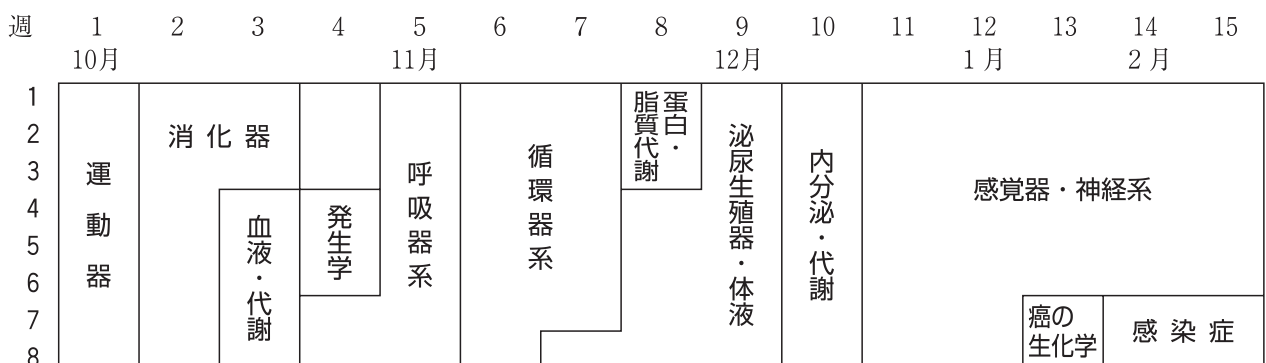 週 1 2 3 4 5 6 7 8 9 10 11 12 13 14 15
10月 11月 12月 1月 2月
1
2
3
4
5
6
7
8
運動器
消化器
血液・代謝
発生学
呼吸器系
循環器系
蛋白・
脂質代謝
泌尿生殖器・体液
内分泌・代謝
感覚器・神経系
癌の
生化学
感染症